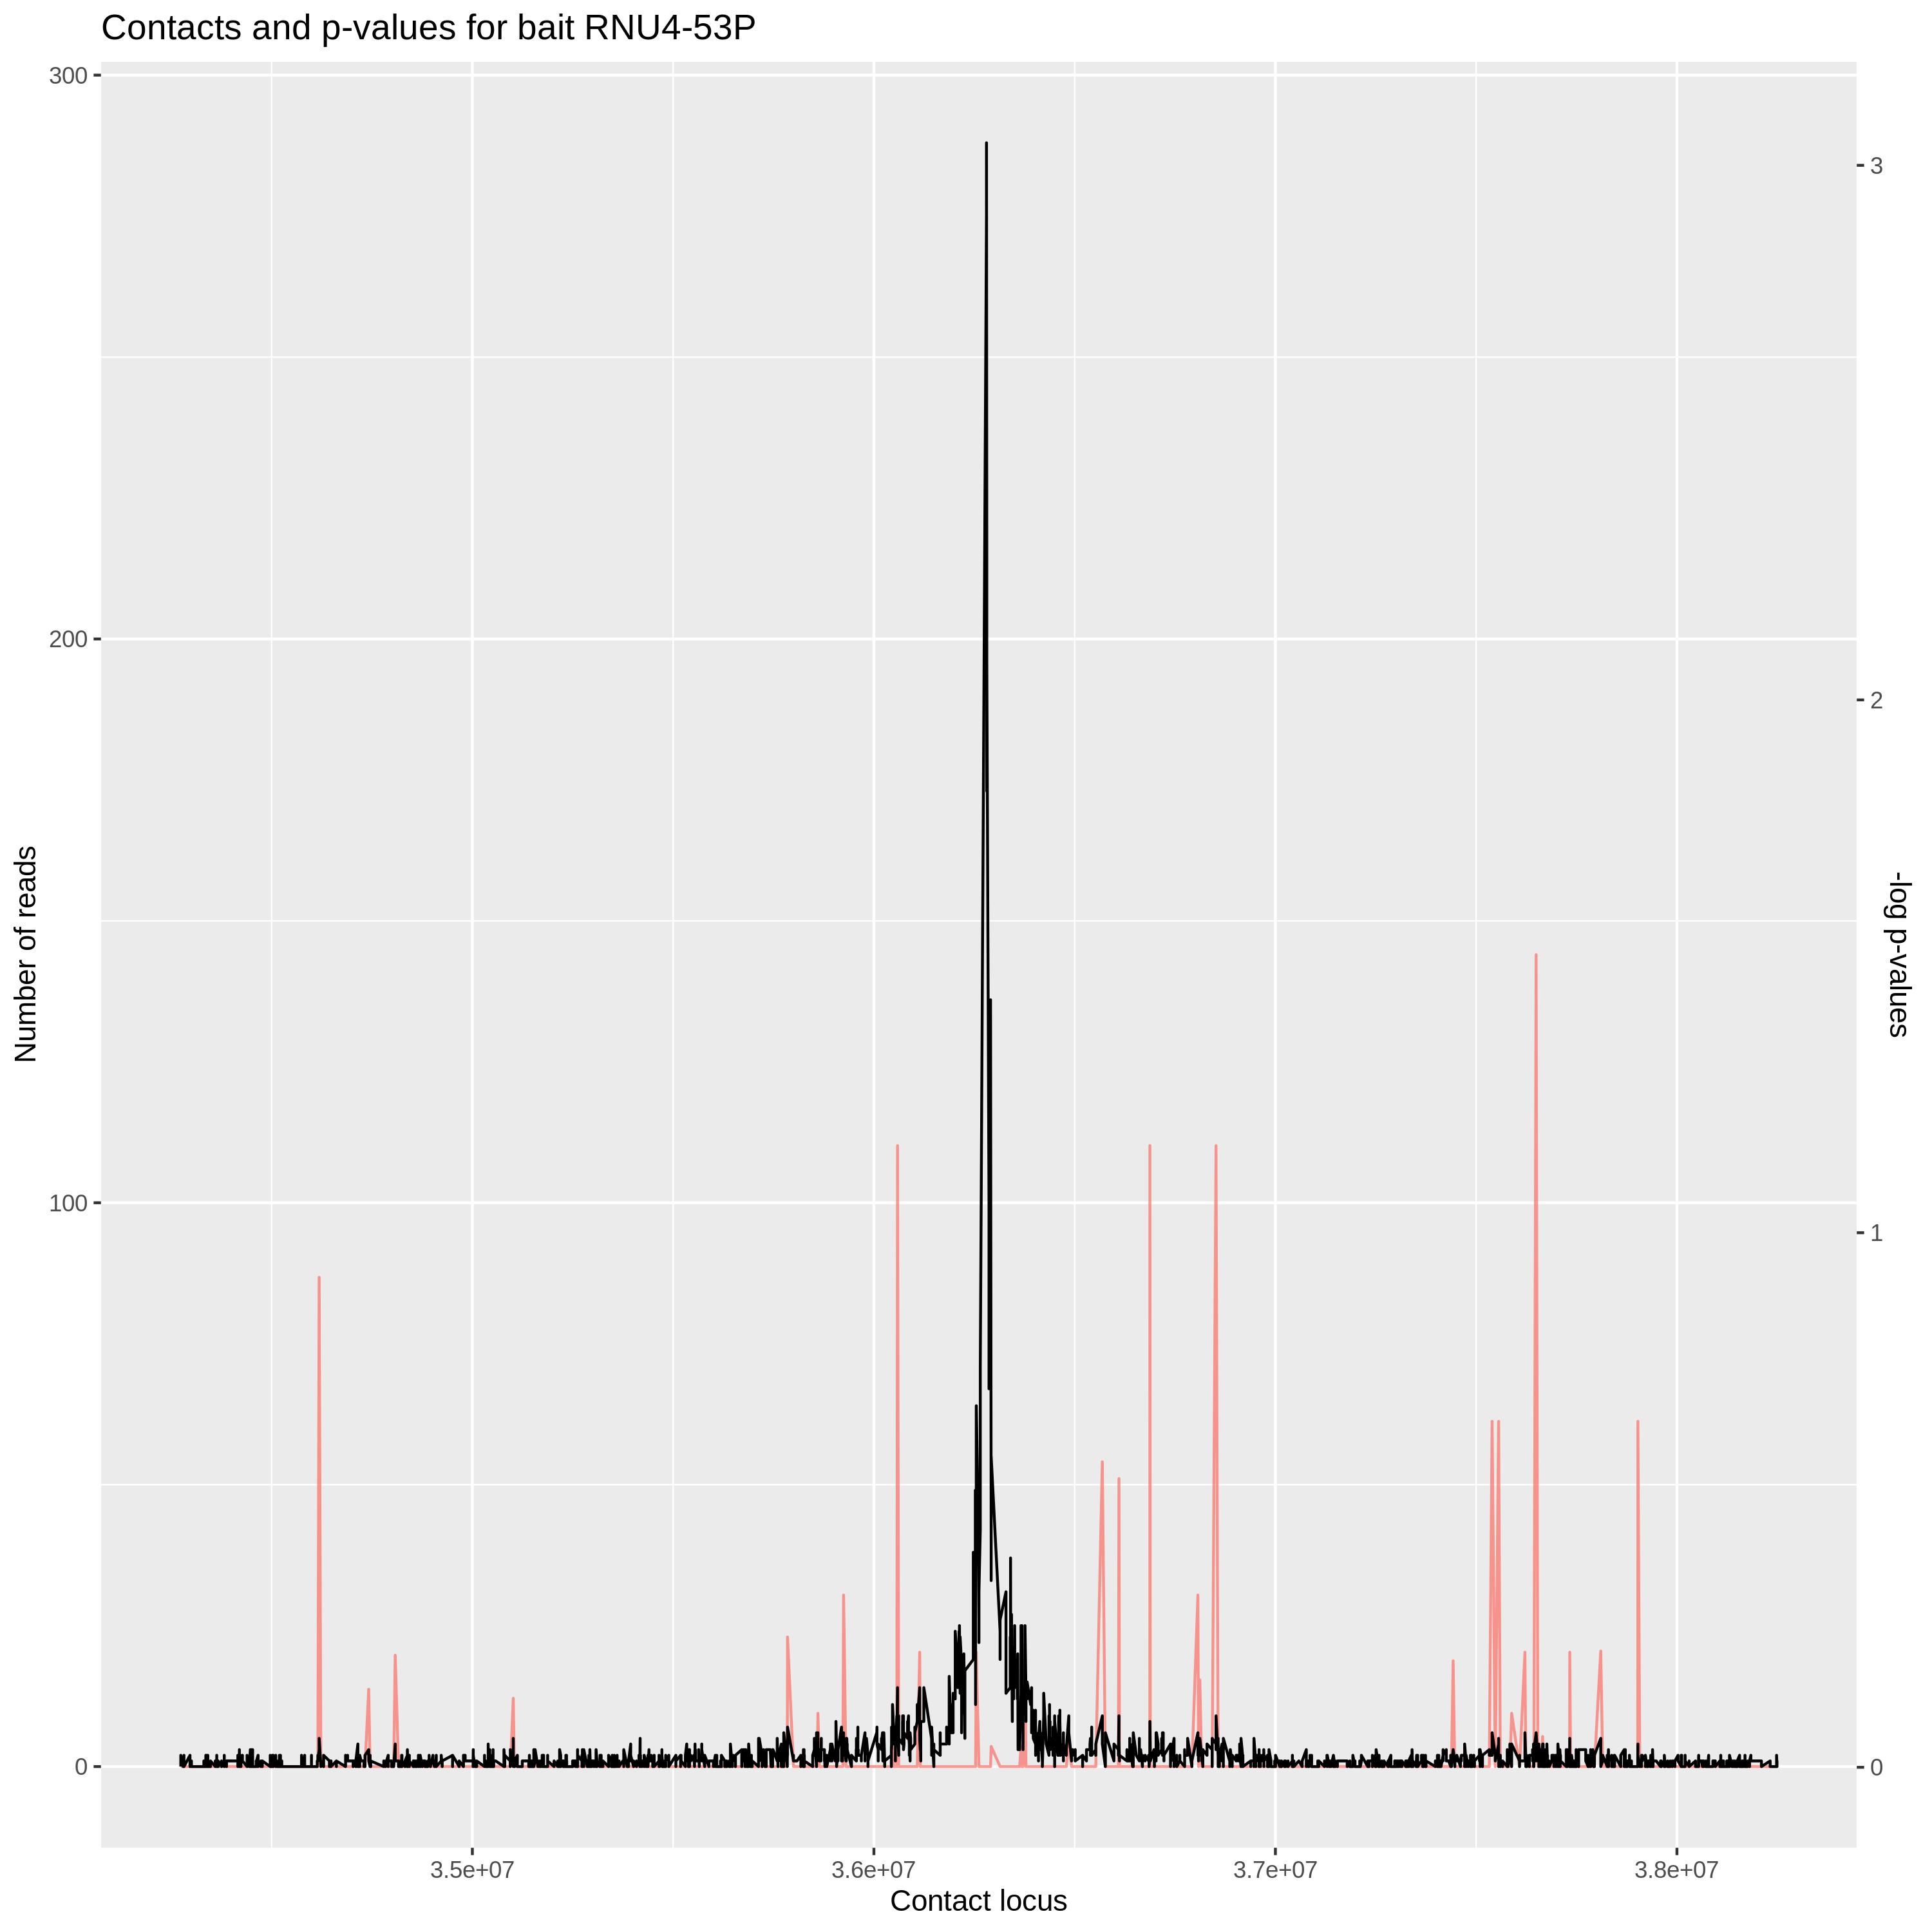 Contacts and p-values for bait RNU4-53P
300
200
100
0
Number of reads
3
2
1
0
-log p-values
3.5e+07 3.6e+07 3.7e+07 3.8e+07
Contact locus